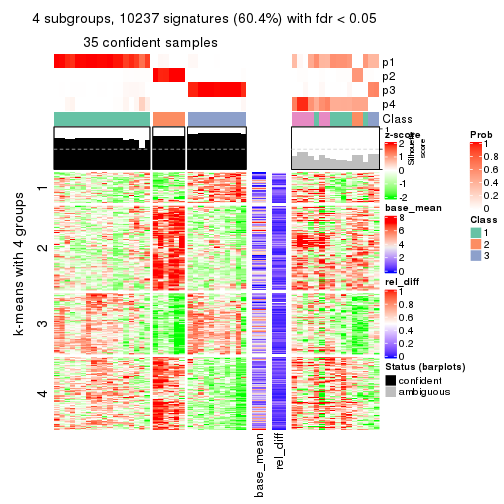 4 subgroups, 10237 signatures (60.4%) with fdr < 0.05
35 confident samples
p1
p2
p3
p4
Class
1
Silhouette
score
k-means with 4 groups
1
2
3
4
base_mean
rel_diff
z-score
2
1
0
-1
-2
base_mean
8
6
4
2
0
rel_diff
1
0.8
0.6
0.4
0.2
0
Status (barplots)
confident
ambiguous
Prob
1
0.8
0.6
0.4
0.2
0
Class
1
2
3